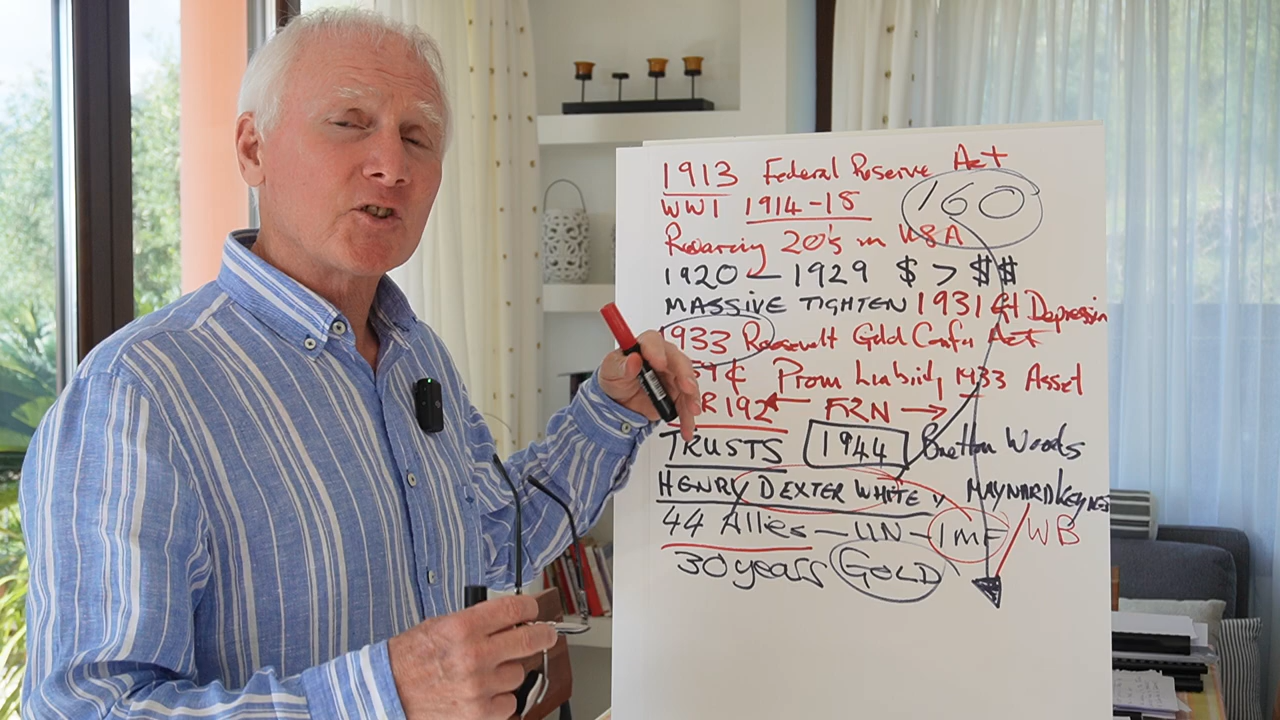 1913 Federal Reserve Act
WW1 1914-18 160
Roaring 20's in USA
1920 — 1929 $ > $$
MASSIVE TIGHTEN 1931 Gt Depression
1933 Roosevelt Gold Confs Act
Prom Liability 1933 Asset
R 192 ← FRN →
TRUSTS 1944 Bretton Woods
HENRY DEXTER WHITE v MAYNARD KEYNES
44 Allies — UN - IMF WB
30 years GOLD